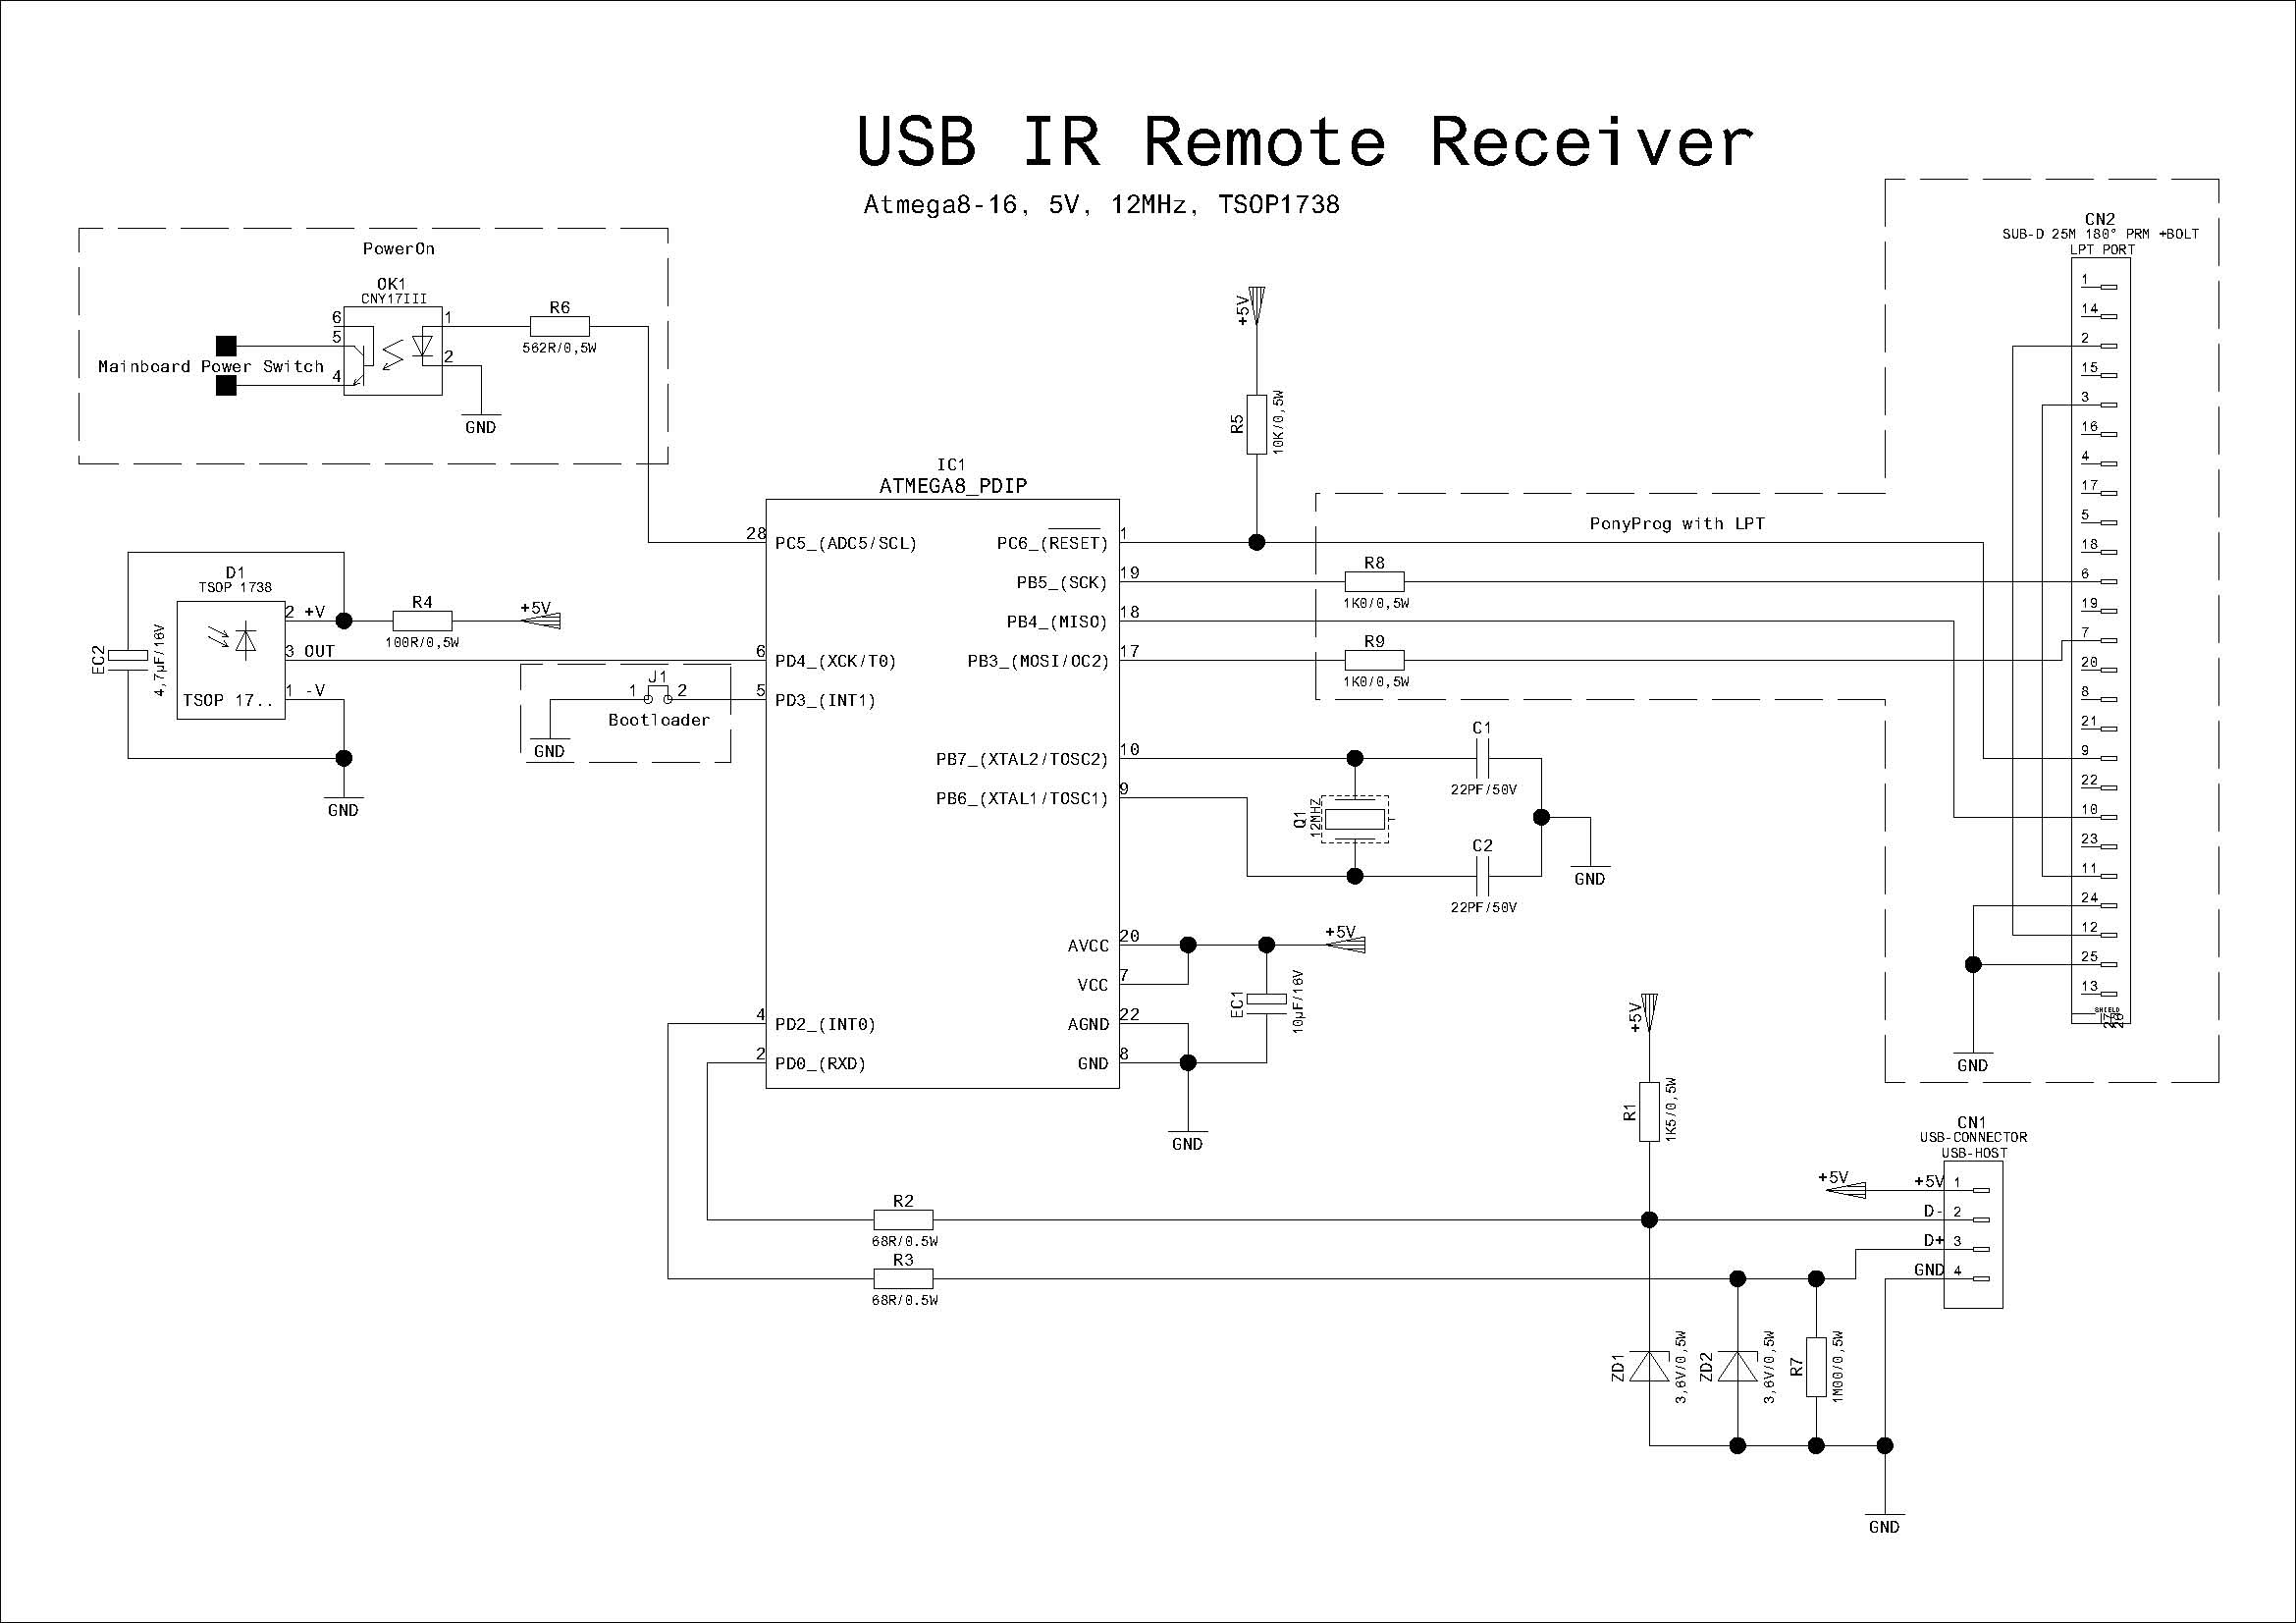 USB IR Remote Receiver
Atmega8-16, 5V, 12MHz, TSOP1738
PowerOn
OK1
CNY17III
6
5
4
1
2
R6
562R/0,5W
Mainboard Power Switch
GND
D1
TSOP 1738
2 +V
3 OUT
1 -V
TSOP 17..
EC2
4,7µF/16V
R4
100R/0,5W
+5V
GND
J1
1
2
Bootloader
GND
IC1
ATMEGA8_PDIP
28 PC5_(ADC5/SCL)
6 PD4_(XCK/T0)
5 PD3_(INT1)
4 PD2_(INT0)
2 PD0_(RXD)
PC6_(RESET) 1
PB5_(SCK) 19
PB4_(MISO) 18
PB3_(MOSI/OC2) 17
PB7_(XTAL2/TOSC2) 10
PB6_(XTAL1/TOSC1) 9
AVCC 20
VCC 7
AGND 22
GND 8
+5V
R5
10K/0,5W
PonyProg with LPT
R8
1K0/0,5W
R9
1K0/0,5W
C1
22PF/50V
Q1
12MHZ
C2
22PF/50V
GND
+5V
EC1
10µF/16V
GND
CN2
SUB-D 25M 180° PRM +BOLT
LPT PORT
1
14
2
15
3
16
4
17
5
18
6
19
7
20
8
21
9
22
10
23
11
24
12
25
13
SHIELD
GND
+5V
R1
1K5/0,5W
CN1
USB-CONNECTOR
USB-HOST
+5V
+5V 1
D- 2
D+ 3
GND 4
R2
68R/0.5W
R3
68R/0.5W
ZD1
3,6V/0,5W
ZD2
3,6V/0,5W
R7
1M00/0,5W
GND